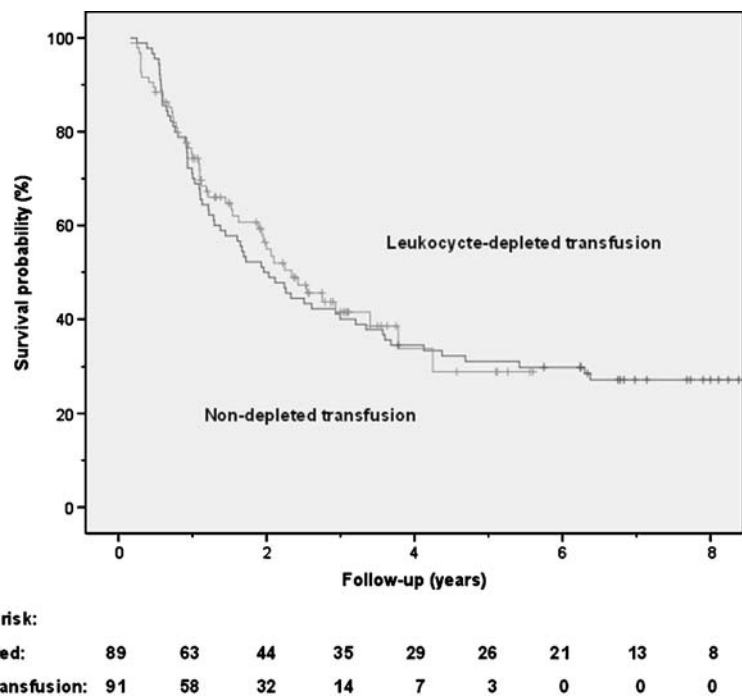 100
80
60
40
20
0
Survival probability (%)
Leukocycte-depleted transfusion
Non-depleted transfusion
0 2 4 6 8
Follow-up (years)
risk:
ed: 89 63 44 35 29 26 21 13 8
ansfusion: 91 58 32 14 7 3 0 0 0